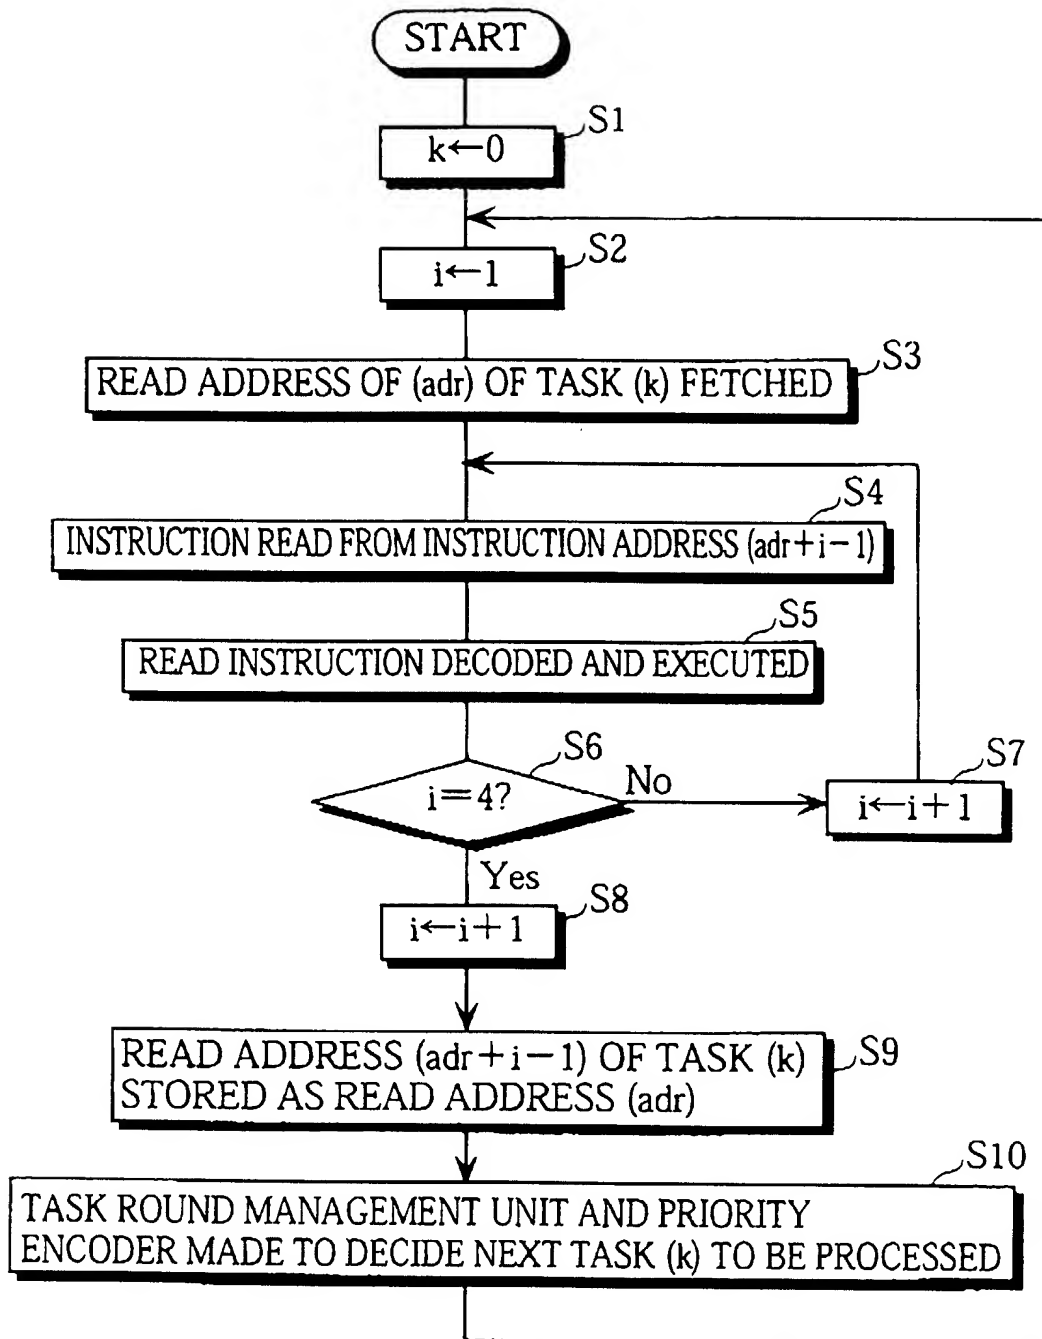 START
S1
k←0
S2
i←1
S3
READ ADDRESS OF (adr) OF TASK (k) FETCHED
S4
INSTRUCTION READ FROM INSTRUCTION ADDRESS (adr+i−1)
S5
READ INSTRUCTION DECODED AND EXECUTED
S6
i=4?
No
S7
i←i+1
Yes
S8
i←i+1
S9
READ ADDRESS (adr+i−1) OF TASK (k)
STORED AS READ ADDRESS (adr)
S10
TASK ROUND MANAGEMENT UNIT AND PRIORITY
ENCODER MADE TO DECIDE NEXT TASK (k) TO BE PROCESSED